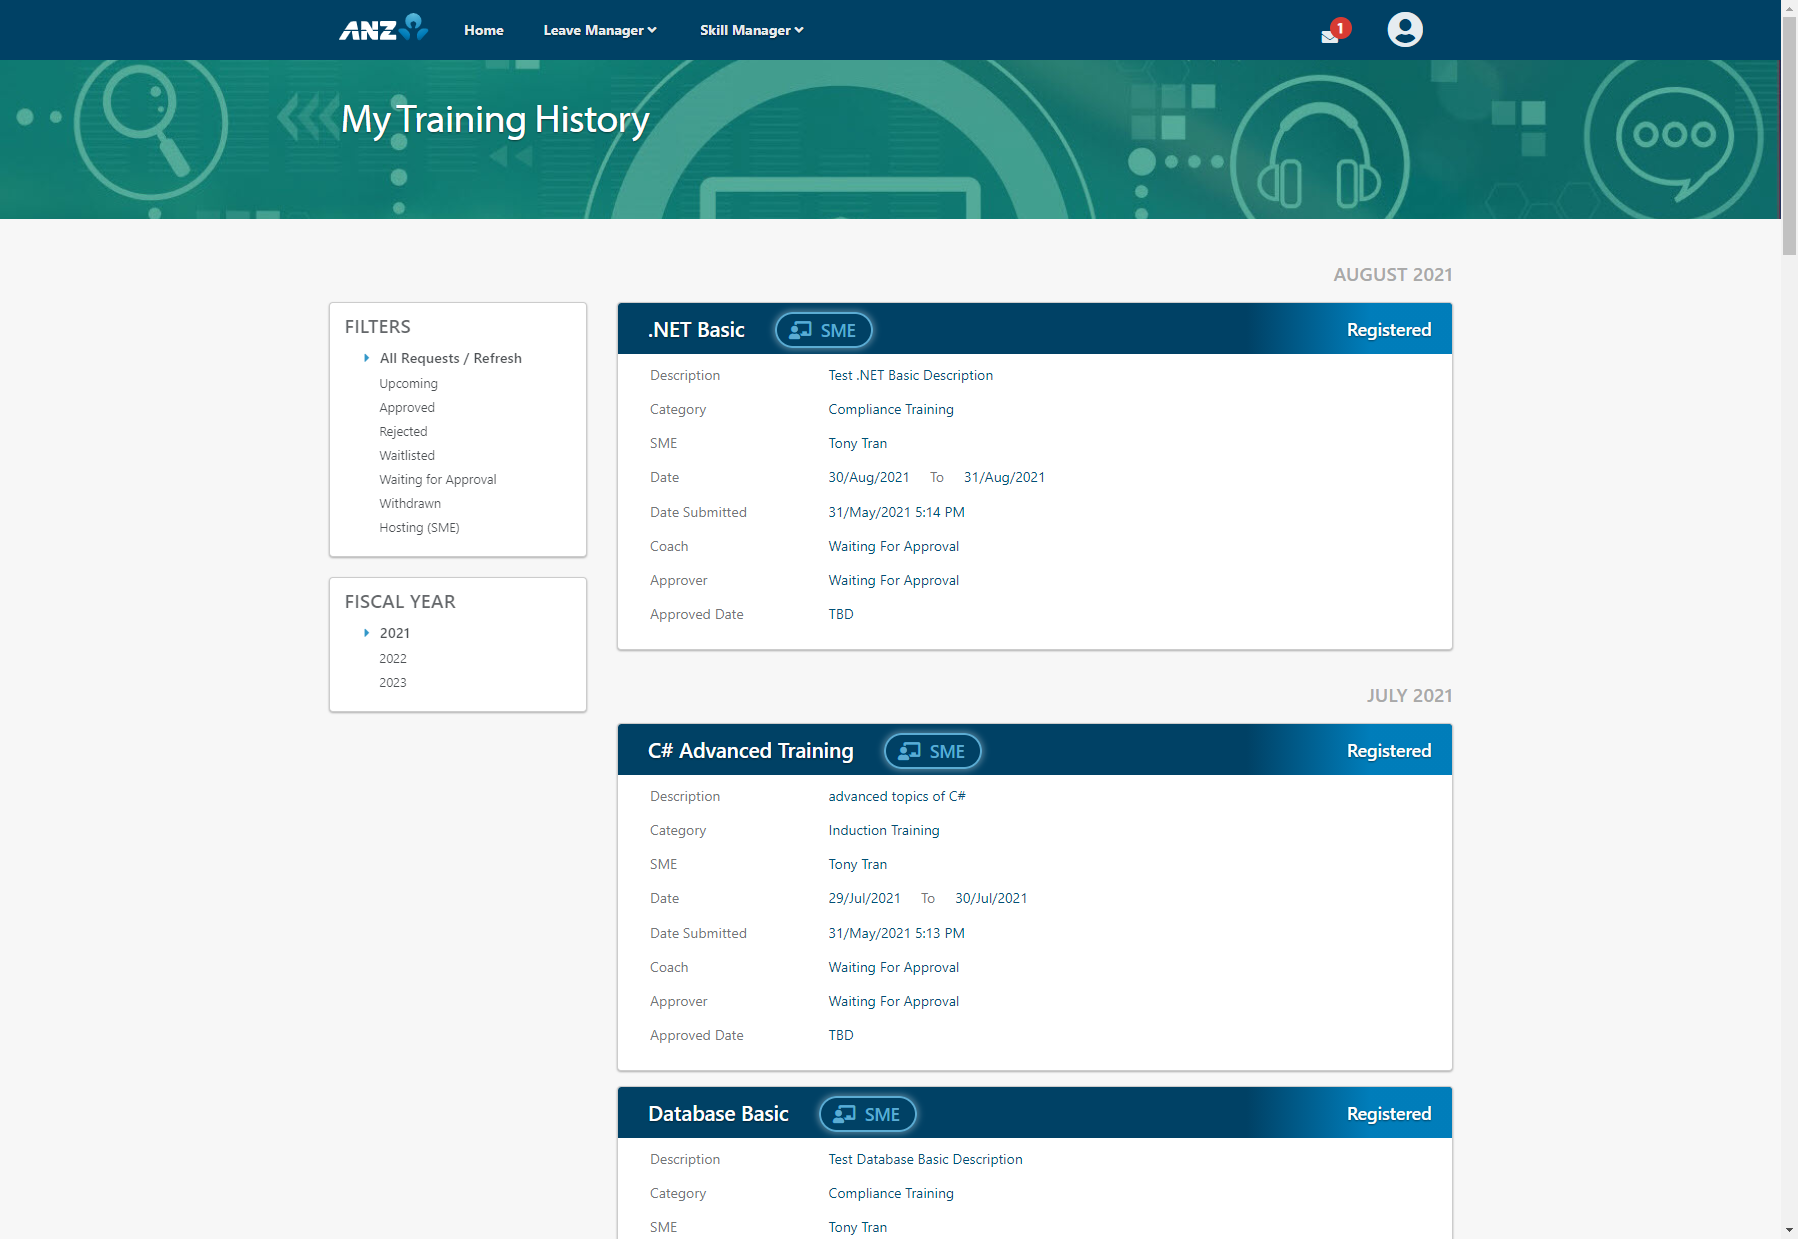 ANZ Home Leave Manager Skill Manager 1
My Training History
AUGUST 2021
FILTERS
All Requests / Refresh
Upcoming
Approved
Rejected
Waitlisted
Waiting for Approval
Withdrawn
Hosting (SME)
FISCAL YEAR
2021
2022
2023
.NET Basic SME Registered
Description Test .NET Basic Description
Category Compliance Training
SME Tony Tran
Date 30/Aug/2021 To 31/Aug/2021
Date Submitted 31/May/2021 5:14 PM
Coach Waiting For Approval
Approver Waiting For Approval
Approved Date TBD
JULY 2021
C# Advanced Training SME Registered
Description advanced topics of C#
Category Induction Training
SME Tony Tran
Date 29/Jul/2021 To 30/Jul/2021
Date Submitted 31/May/2021 5:13 PM
Coach Waiting For Approval
Approver Waiting For Approval
Approved Date TBD
Database Basic SME Registered
Description Test Database Basic Description
Category Compliance Training
SME Tony Tran